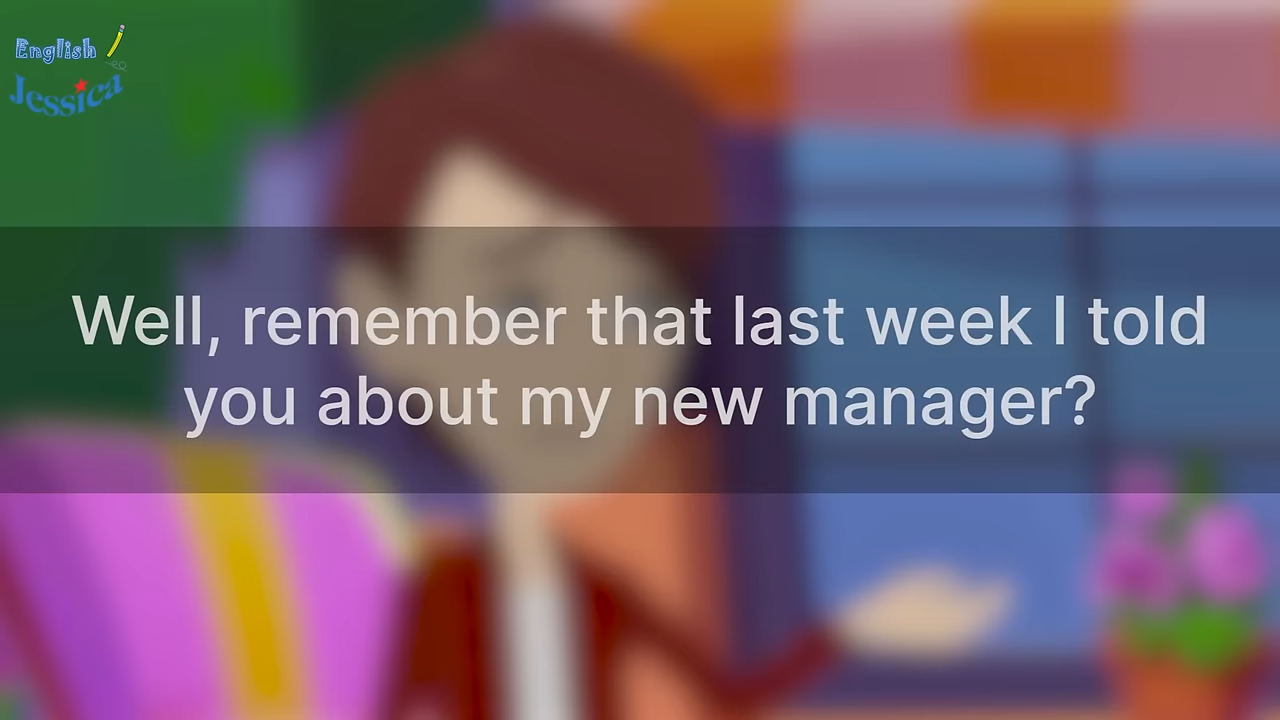 English
Jessica
Well, remember that last week I told
you about my new manager?